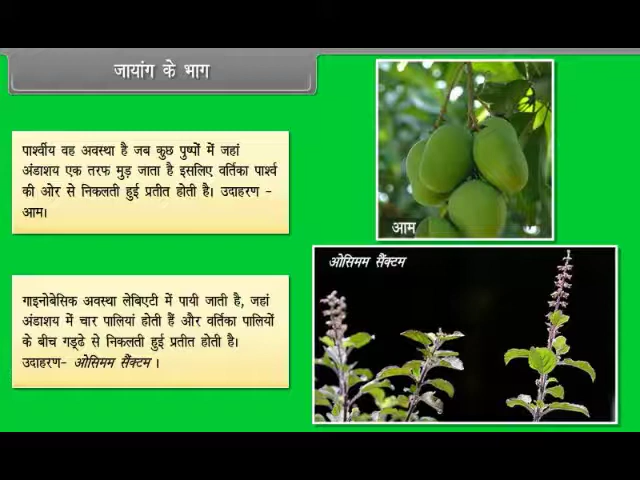 जायांग के भाग
पार्श्वीय वह अवस्था है जब कुछ पुष्पों में जहां
अंडाशय एक तरफ मुड़ जाता है इसलिए वर्तिका पार्श्व
की ओर से निकलती हुई प्रतीत होती है। उदाहरण -
आम।
आम
ओसिमम सैंक्टम
गाइनोबेसिक अवस्था लेबिएटी में पायी जाती है, जहां
अंडाशय में चार पालियां होती हैं और वर्तिका पालियों
के बीच गड्ढे से निकलती हुई प्रतीत होती है।
उदाहरण- ओसिमम सैंक्टम ।